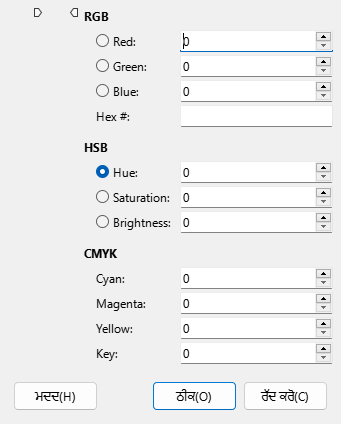 RGB
Red: 0
Green: 0
Blue: 0
Hex #:
HSB
Hue: 0
Saturation: 0
Brightness: 0
CMYK
Cyan: 0
Magenta: 0
Yellow: 0
Key: 0
ਮਦਦ(H) ਠੀਕ(O) ਰੱਦ ਕਰੋ(C)